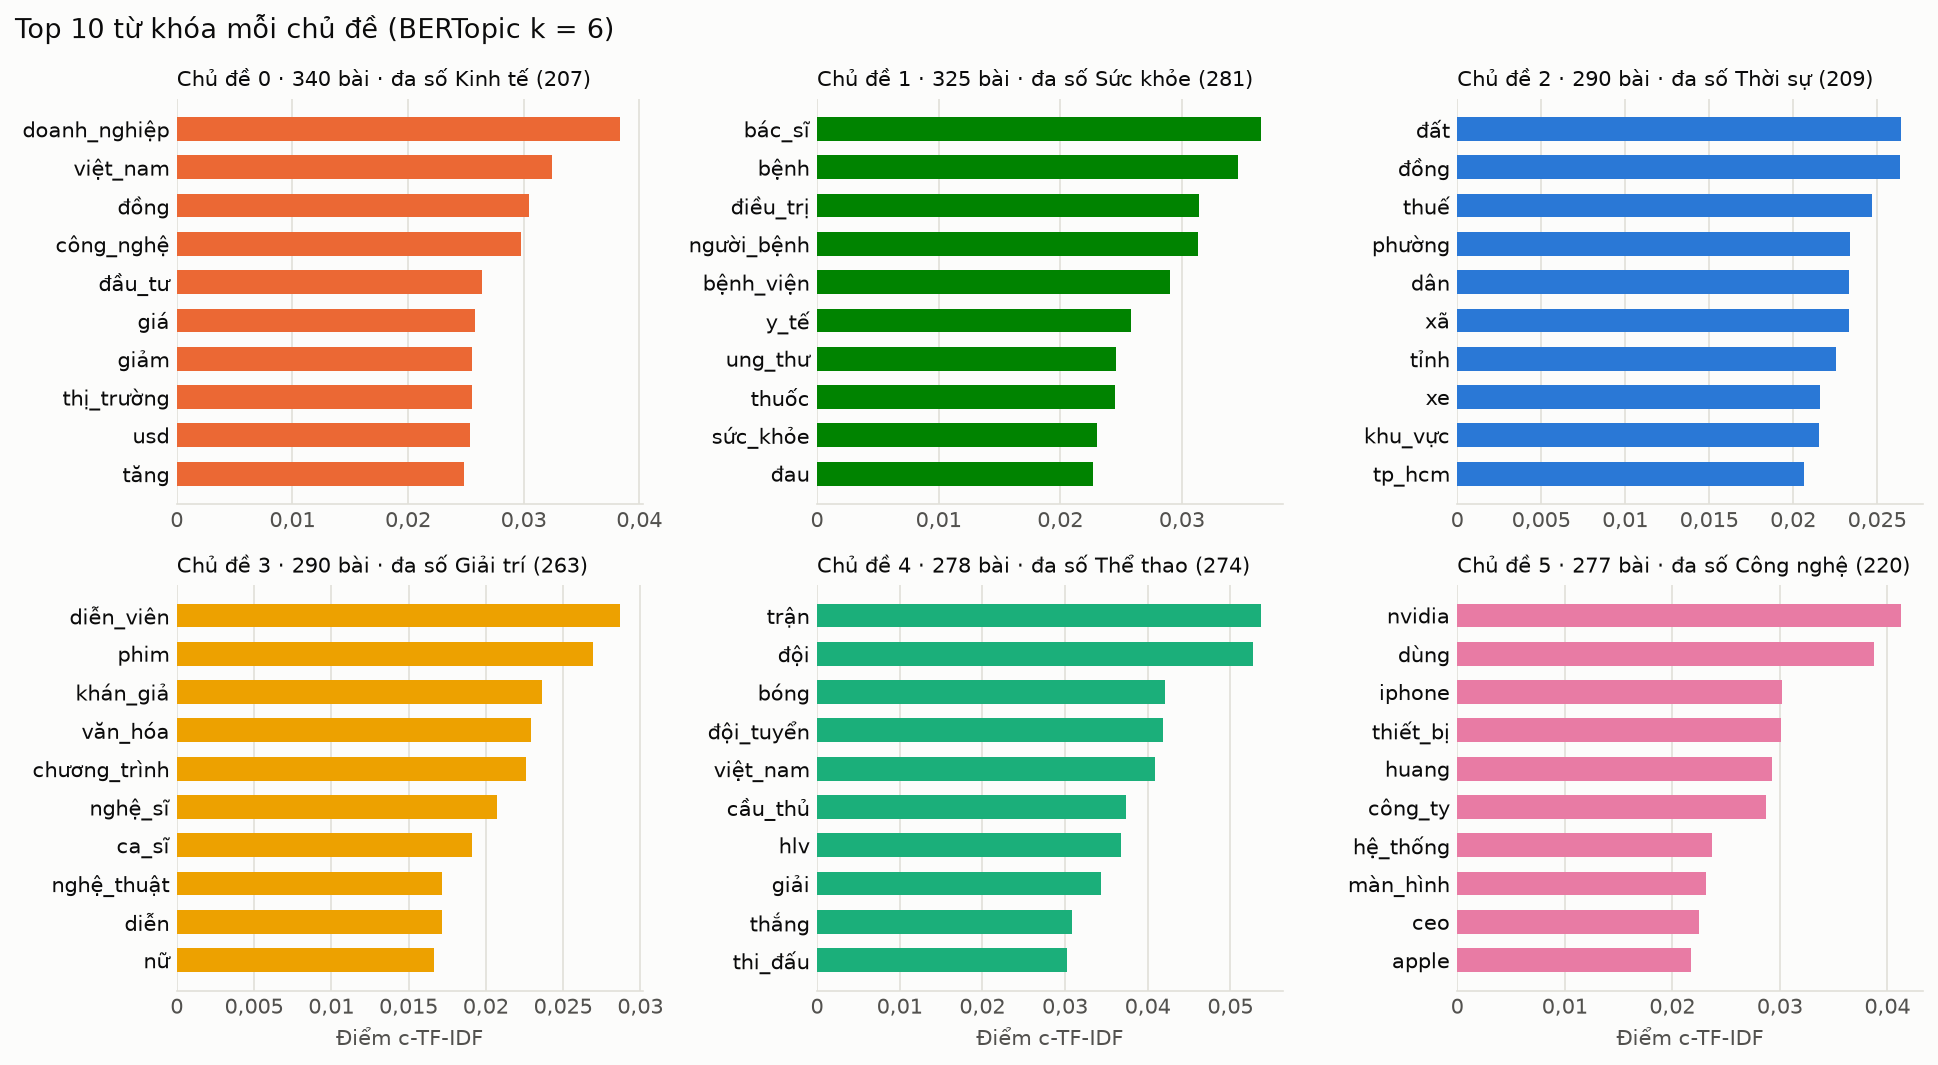 Top 10 từ khóa mỗi chủ đề (BERTopic k = 6)
Chủ đề 0 · 340 bài · đa số Kinh tế (207)
doanh_nghiệp
việt_nam
đồng
công_nghệ
đầu_tư
giá
giảm
thị_trường
usd
tăng
0 0,01 0,02 0,03 0,04
Chủ đề 1 · 325 bài · đa số Sức khỏe (281)
bác_sĩ
bệnh
điều_trị
người_bệnh
bệnh_viện
y_tế
ung_thư
thuốc
sức_khỏe
đau
0 0,01 0,02 0,03
Chủ đề 2 · 290 bài · đa số Thời sự (209)
đất
đồng
thuế
phường
dân
xã
tỉnh
xe
khu_vực
tp_hcm
0 0,005 0,01 0,015 0,02 0,025
Chủ đề 3 · 290 bài · đa số Giải trí (263)
diễn_viên
phim
khán_giả
văn_hóa
chương_trình
nghệ_sĩ
ca_sĩ
nghệ_thuật
diễn
nữ
0 0,005 0,01 0,015 0,02 0,025 0,03
Điểm c-TF-IDF
Chủ đề 4 · 278 bài · đa số Thể thao (274)
trận
đội
bóng
đội_tuyển
việt_nam
cầu_thủ
hlv
giải
thắng
thi_đấu
0 0,01 0,02 0,03 0,04 0,05
Điểm c-TF-IDF
Chủ đề 5 · 277 bài · đa số Công nghệ (220)
nvidia
dùng
iphone
thiết_bị
huang
công_ty
hệ_thống
màn_hình
ceo
apple
0 0,01 0,02 0,03 0,04
Điểm c-TF-IDF